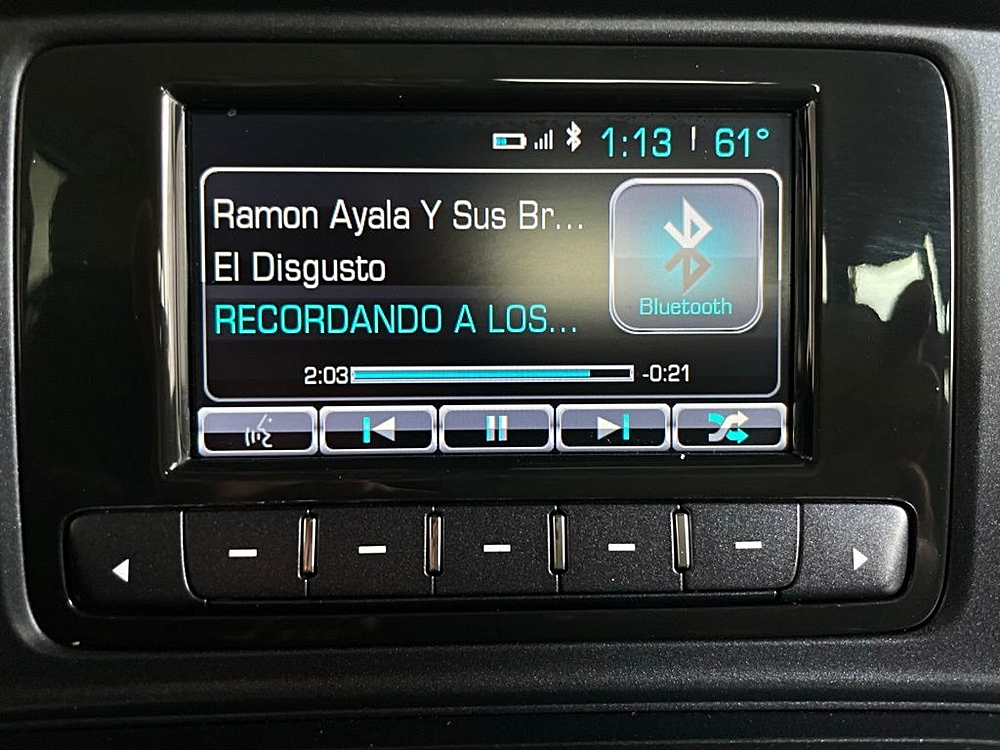 1:13 61°
Ramon Ayala Y Sus Br...
El Disgusto
RECORDANDO A LOS...
Bluetooth
2:03 -0:21